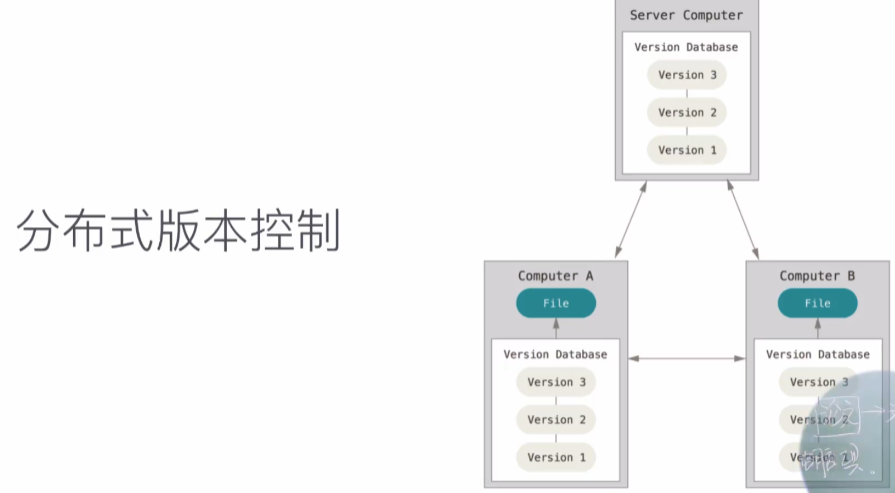 分布式版本控制
Server Computer
Version Database
Version 3
Version 2
Version 1
Computer A
File
Version Database
Version 3
Version 2
Version 1
Computer B
File
Version Database
Version 3
Version 2
Version 1